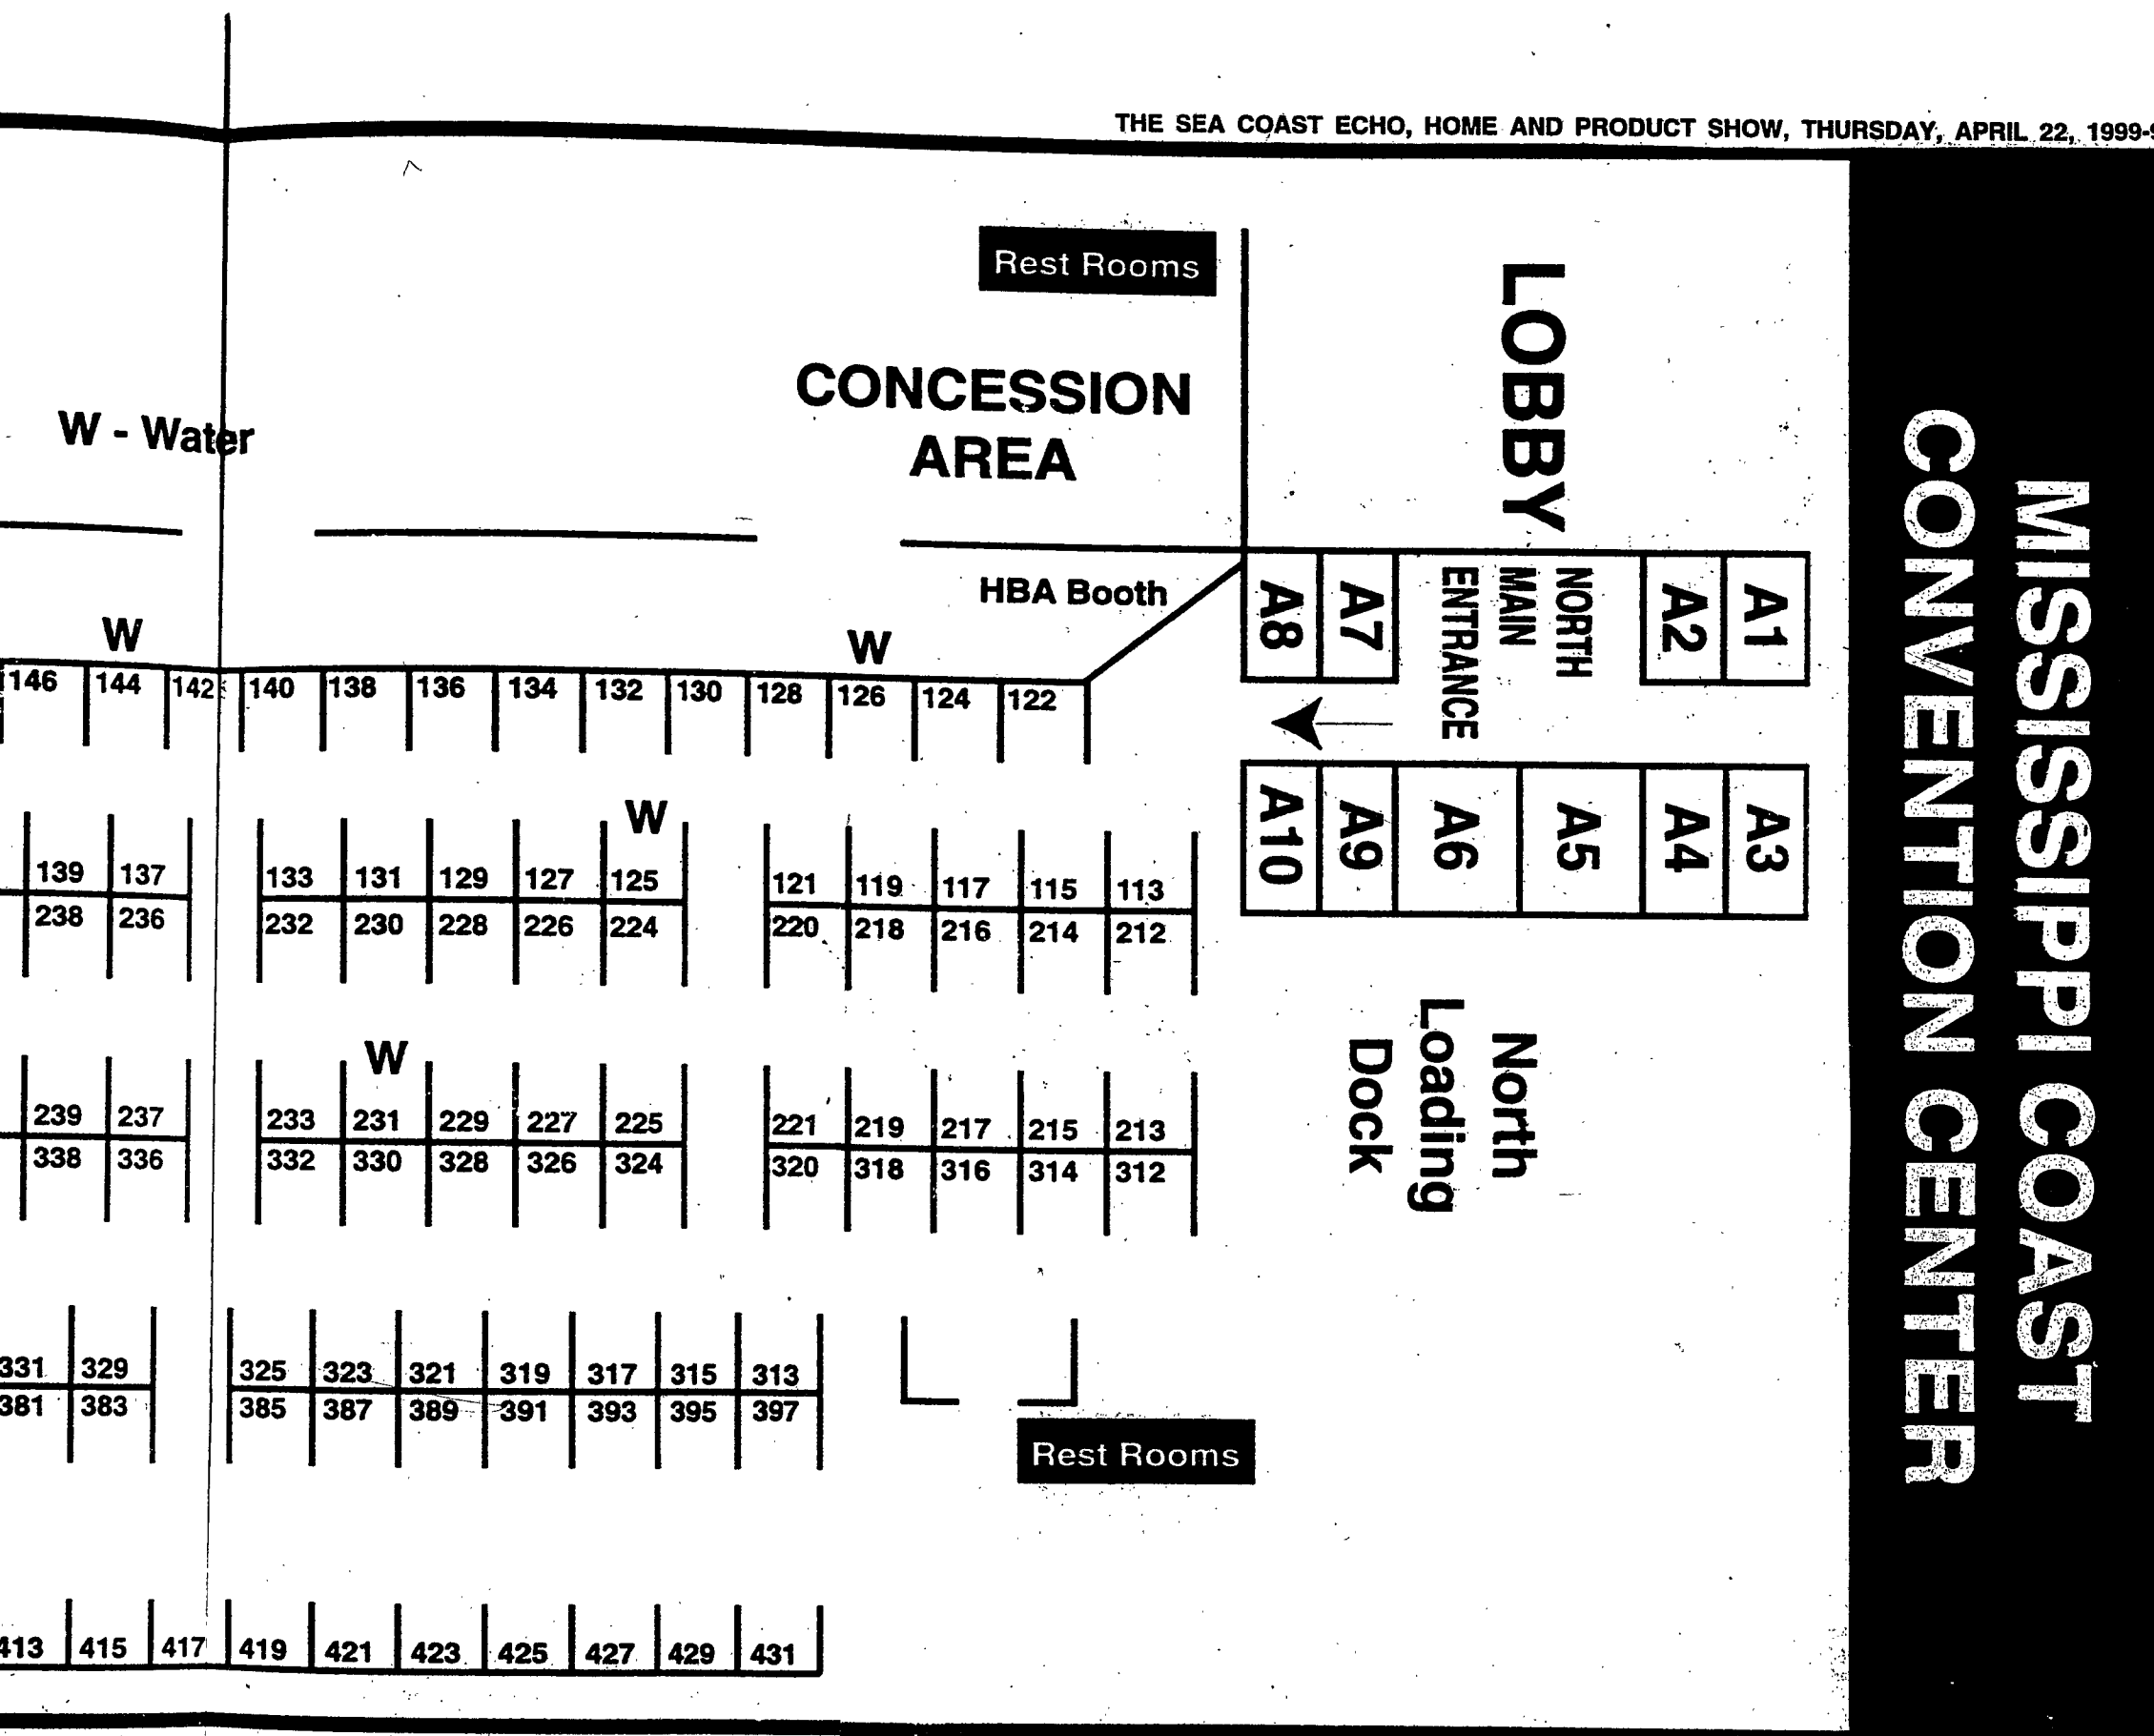 THE SEA COAST ECHO, HOME AND PRODUCT SHOW, THURSDAY, APRIL 22, 1999-9
MISSISSIPPI COAST
CONVENTION CENTER
Rest Rooms
LOBBY
CONCESSION
AREA
W - Water
HBA Booth
NORTH
MAIN
ENTRANCE
A8 A7 A2 A1
W W
146 144 142 140 138 136 134 132 130 128 126 124 122
A10 A9 A6 A5 A4 A3
W
139 137 133 131 129 127 125 121 119 117 115 113
238 236 232 230 228 226 224 220 218 216 214 212
North
Loading
Dock
W
239 237 233 231 229 227 225 221 219 217 215 213
338 336 332 330 328 326 324 320 318 316 314 312
331 329 325 323 321 319 317 315 313
381 383 385 387 389 391 393 395 397
Rest Rooms
413 415 417 419 421 423 425 427 429 431